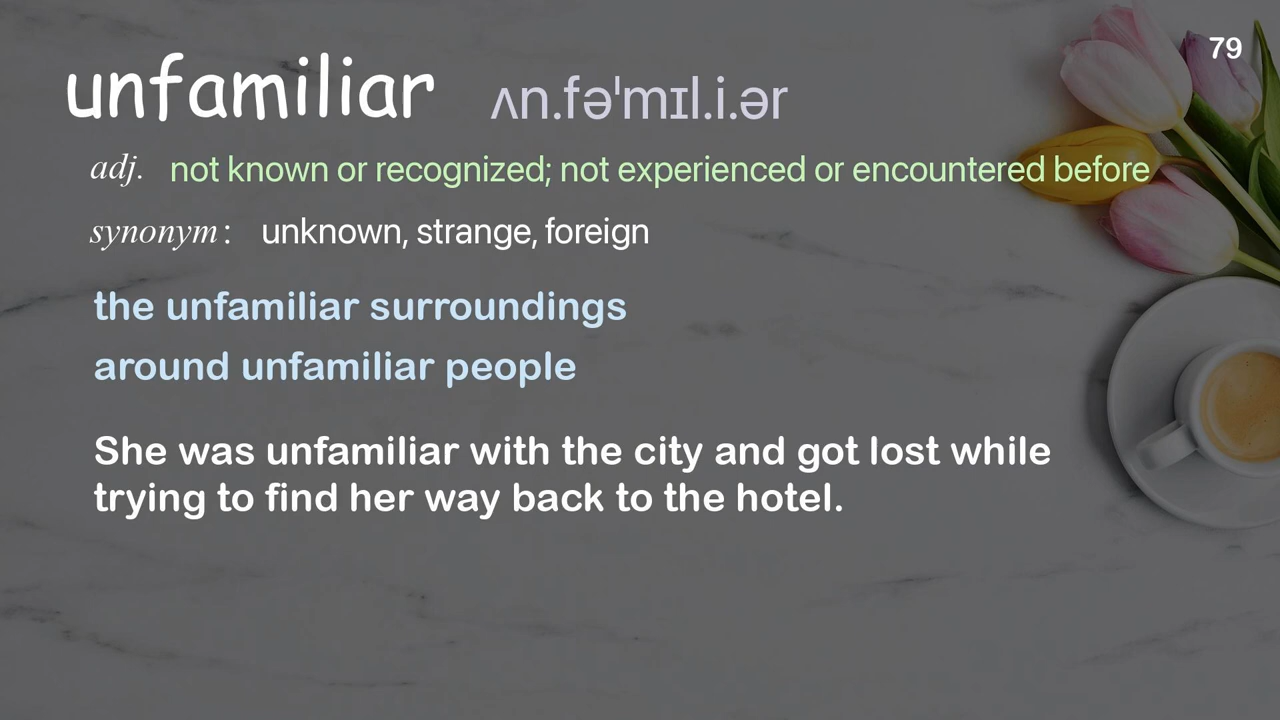 79
unfamiliar ʌn.fəˈmɪl.i.ər
adj. not known or recognized; not experienced or encountered before
synonym: unknown, strange, foreign
the unfamiliar surroundings
around unfamiliar people
She was unfamiliar with the city and got lost while
trying to find her way back to the hotel.